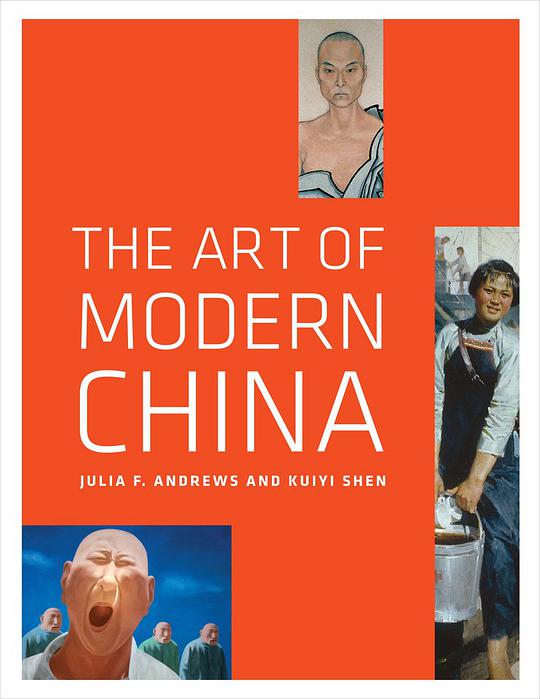 THE ART OF
MODERN
CHINA
JULIA F. ANDREWS AND KUIYI SHEN